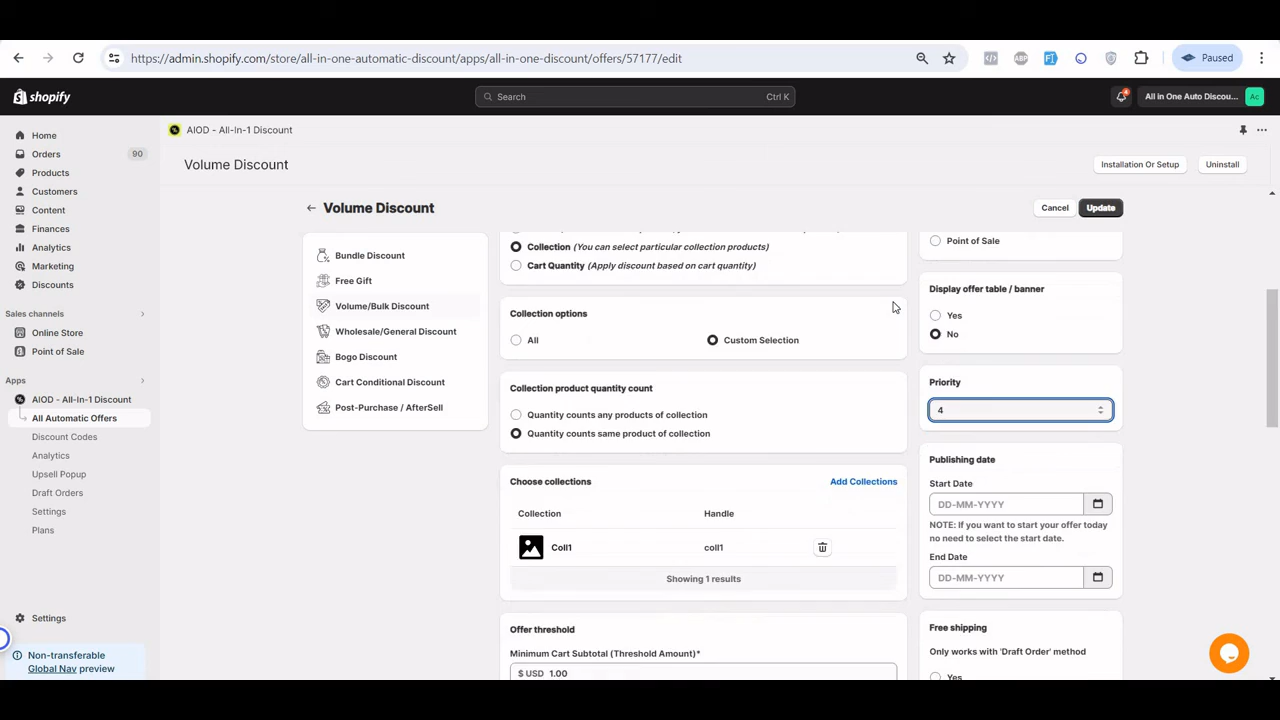 https://admin.shopify.com/store/all-in-one-automatic-discount/apps/all-in-one-discount/offers/57177/edit
ABP
Paused
shopify
Search
Ctrl K
4
All in One Auto Discou...
Ac
Home
Orders
90
Products
Customers
Content
Finances
Analytics
Marketing
Discounts
Sales channels
Online Store
Point of Sale
Apps
AIOD - All-In-1 Discount
All Automatic Offers
Discount Codes
Analytics
Upsell Popup
Draft Orders
Settings
Plans
Settings
Non-transferable
Global Nav preview
AIOD - All-In-1 Discount
Volume Discount
Installation Or Setup
Uninstall
Volume Discount
Cancel
Update
Bundle Discount
Free Gift
Volume/Bulk Discount
Wholesale/General Discount
Bogo Discount
Cart Conditional Discount
Post-Purchase / AfterSell
Collection (You can select particular collection products)
Cart Quantity (Apply discount based on cart quantity)
Collection options
All
Custom Selection
Collection product quantity count
Quantity counts any products of collection
Quantity counts same product of collection
Choose collections
Add Collections
Collection
Handle
Coll1
coll1
Showing 1 results
Offer threshold
Minimum Cart Subtotal (Threshold Amount)*
$ USD 1.00
Point of Sale
Display offer table / banner
Yes
No
Priority
4
Publishing date
Start Date
DD-MM-YYYY
NOTE: If you want to start your offer today
no need to select the start date.
End Date
DD-MM-YYYY
Free shipping
Only works with 'Draft Order' method
Yes